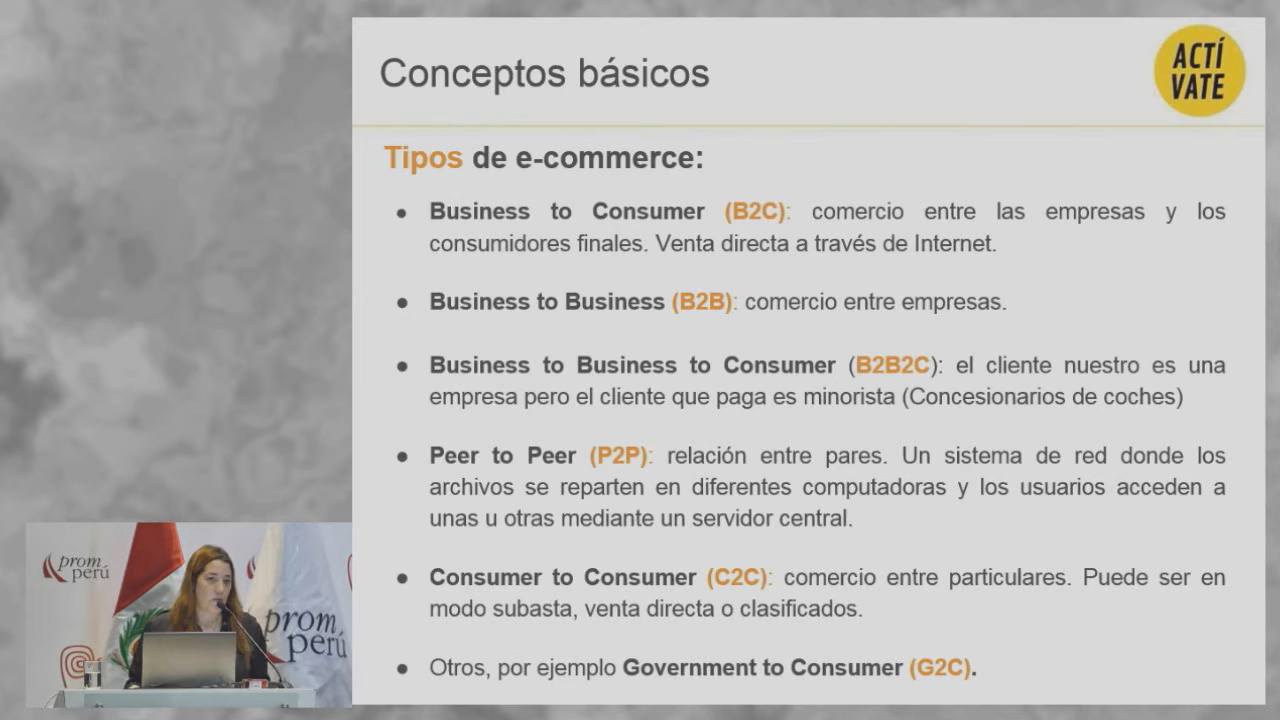 Conceptos básicos
ACTÍ
VATE
Tipos de e-commerce:
● Business to Consumer (B2C): comercio entre las empresas y los
consumidores finales. Venta directa a través de Internet.
● Business to Business (B2B): comercio entre empresas.
● Business to Business to Consumer (B2B2C): el cliente nuestro es una
empresa pero el cliente que paga es minorista (Concesionarios de coches)
● Peer to Peer (P2P): relación entre pares. Un sistema de red donde los
archivos se reparten en diferentes computadoras y los usuarios acceden a
unas u otras mediante un servidor central.
● Consumer to Consumer (C2C): comercio entre particulares. Puede ser en
modo subasta, venta directa o clasificados.
● Otros, por ejemplo Government to Consumer (G2C).
prom
perú
prom
perú